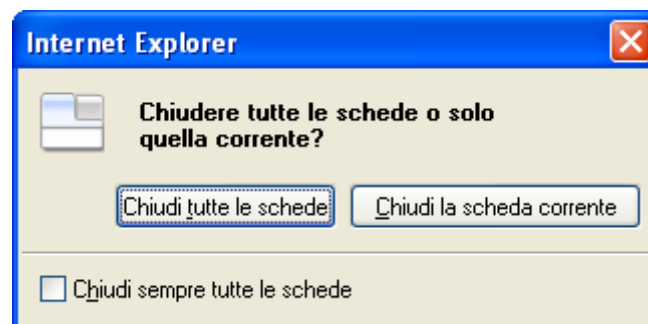 Internet Explorer
Chiudere tutte le schede o solo
quella corrente?
Chiudi tutte le schede
Chiudi la scheda corrente
Chiudi sempre tutte le schede